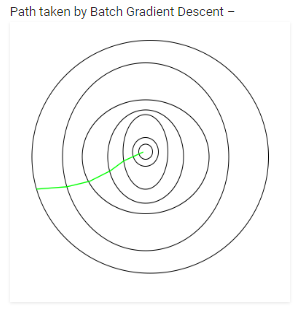 Path taken by Batch Gradient Descent –